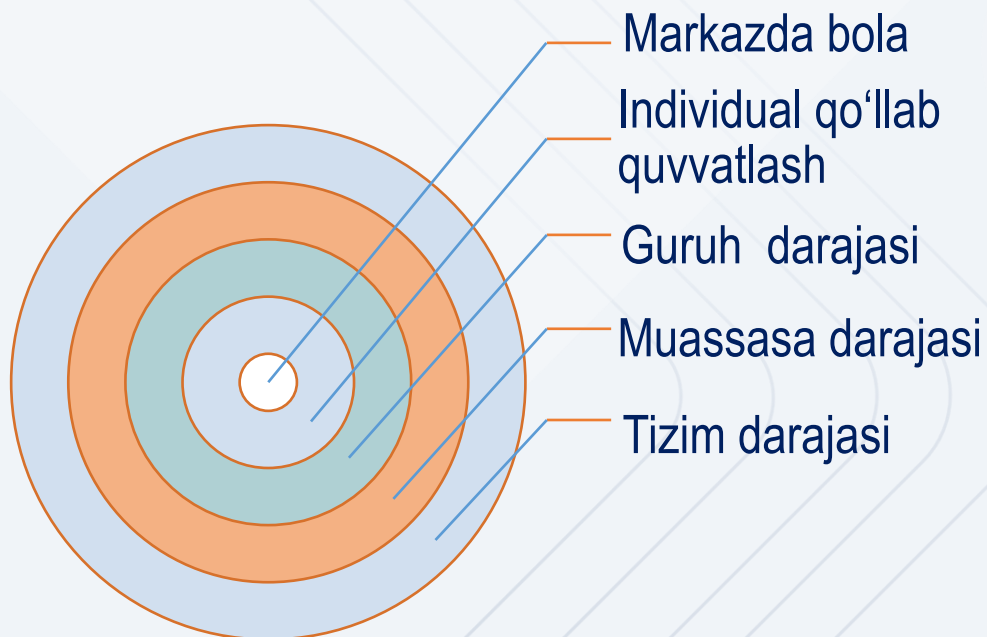 Markazda bola
Individual qo‘llab
quvvatlash
Guruh  darajasi
Muassasa darajasi
Tizim darajasi